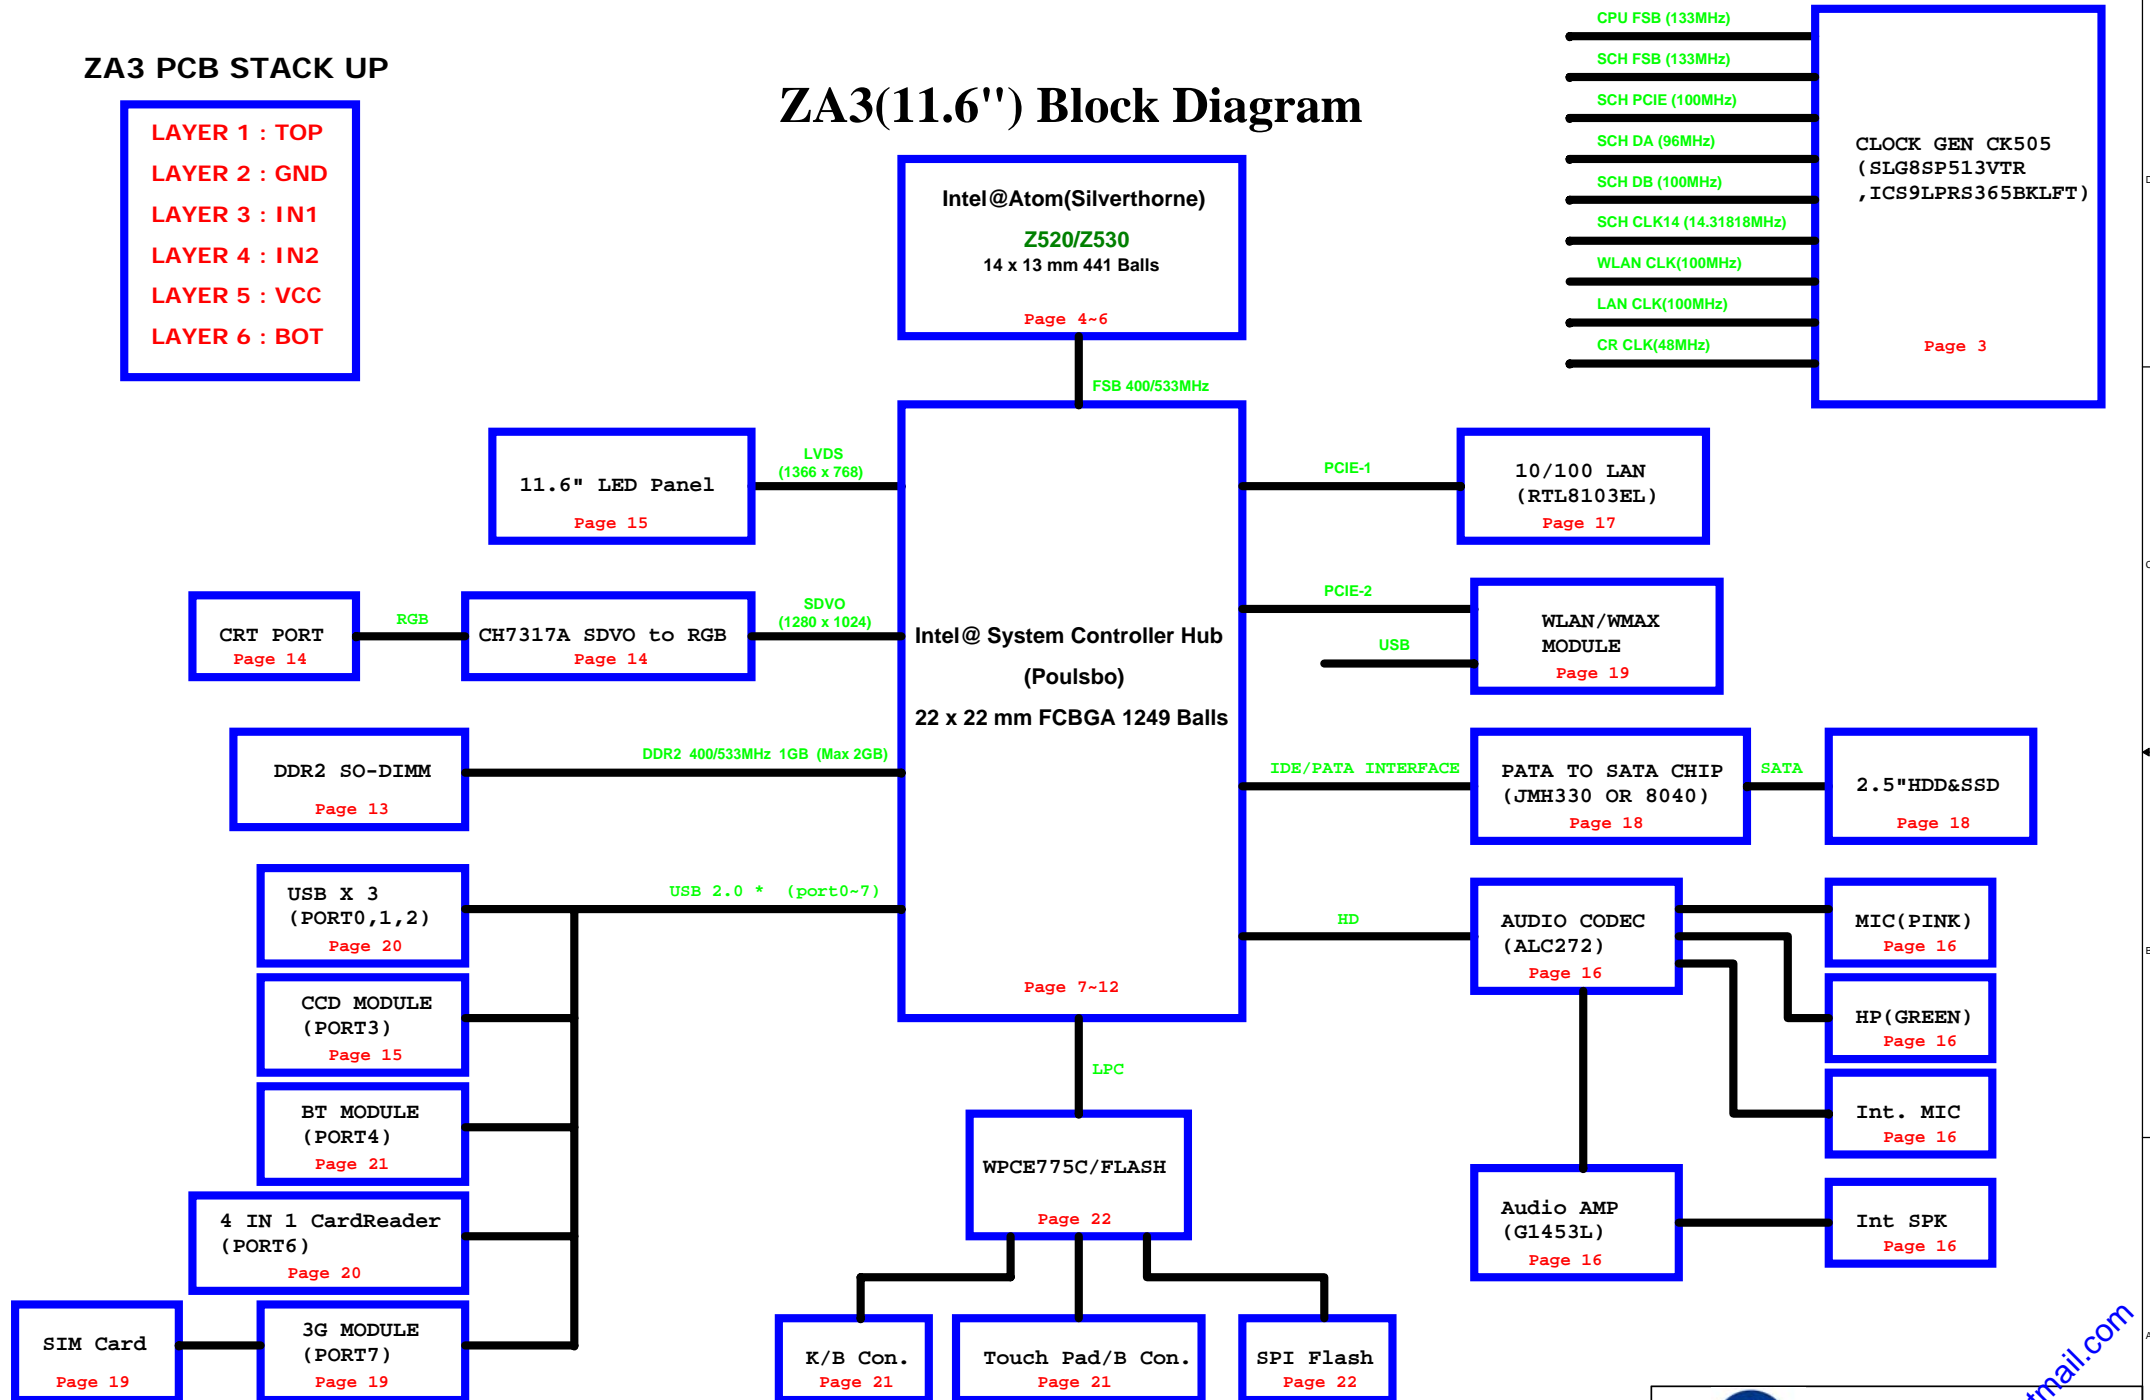 ZA3 PCB STACK UP
LAYER 1 : TOP
LAYER 2 : GND
LAYER 3 : IN1
LAYER 4 : IN2
LAYER 5 : VCC
LAYER 6 : BOT
ZA3(11.6") Block Diagram
CPU FSB (133MHz)
SCH FSB (133MHz)
SCH PCIE (100MHz)
SCH DA (96MHz)
SCH DB (100MHz)
SCH CLK14 (14.31818MHz)
WLAN CLK(100MHz)
LAN CLK(100MHz)
CR CLK(48MHz)
CLOCK GEN CK505
(SLG8SP513VTR
,ICS9LPRS365BKLFT)
Page 3
Intel@Atom(Silverthorne)
Z520/Z530
14 x 13 mm 441 Balls
Page 4~6
FSB 400/533MHz
11.6" LED Panel
Page 15
LVDS
(1366 x 768)
PCIE-1
10/100 LAN
(RTL8103EL)
Page 17
CRT PORT
Page 14
RGB
CH7317A SDVO to RGB
Page 14
SDVO
(1280 x 1024)
Intel@ System Controller Hub
(Poulsbo)
22 x 22 mm FCBGA 1249 Balls
Page 7~12
PCIE-2
USB
WLAN/WMAX
MODULE
Page 19
DDR2 SO-DIMM
Page 13
DDR2 400/533MHz 1GB (Max 2GB)
IDE/PATA INTERFACE
PATA TO SATA CHIP
(JMH330 OR 8040)
Page 18
SATA
2.5"HDD&SSD
Page 18
USB X 3
(PORT0,1,2)
Page 20
USB 2.0 * (port0~7)
HD
AUDIO CODEC
(ALC272)
Page 16
MIC(PINK)
Page 16
CCD MODULE
(PORT3)
Page 15
HP(GREEN)
Page 16
LPC
BT MODULE
(PORT4)
Page 21
Int. MIC
Page 16
WPCE775C/FLASH
Page 22
4 IN 1 CardReader
(PORT6)
Page 20
Audio AMP
(G1453L)
Page 16
Int SPK
Page 16
SIM Card
Page 19
3G MODULE
(PORT7)
Page 19
K/B Con.
Page 21
Touch Pad/B Con.
Page 21
SPI Flash
Page 22
D
C
B
A